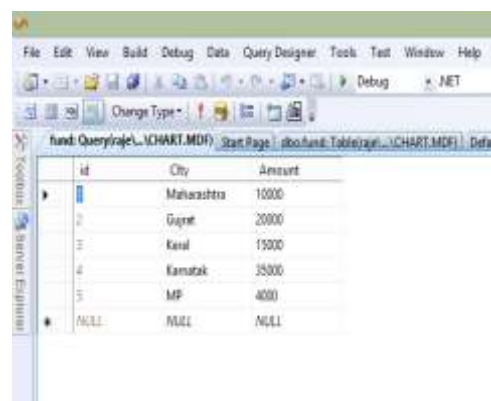 File Edit View Build Debug Data Query Designer Tools Test Window Help
Debug .NET
Change Type
fund: Query(raje\...\CHART.MDF) Start Page dbo.fund: Table(raje\...\CHART.MDF) Defa
Toolbox
Server Explorer
id City Amount
1 Maharashtra 10000
2 Gujrat 20000
3 Keral 15000
4 Karnatak 35000
5 MP 4000
NULL NULL NULL